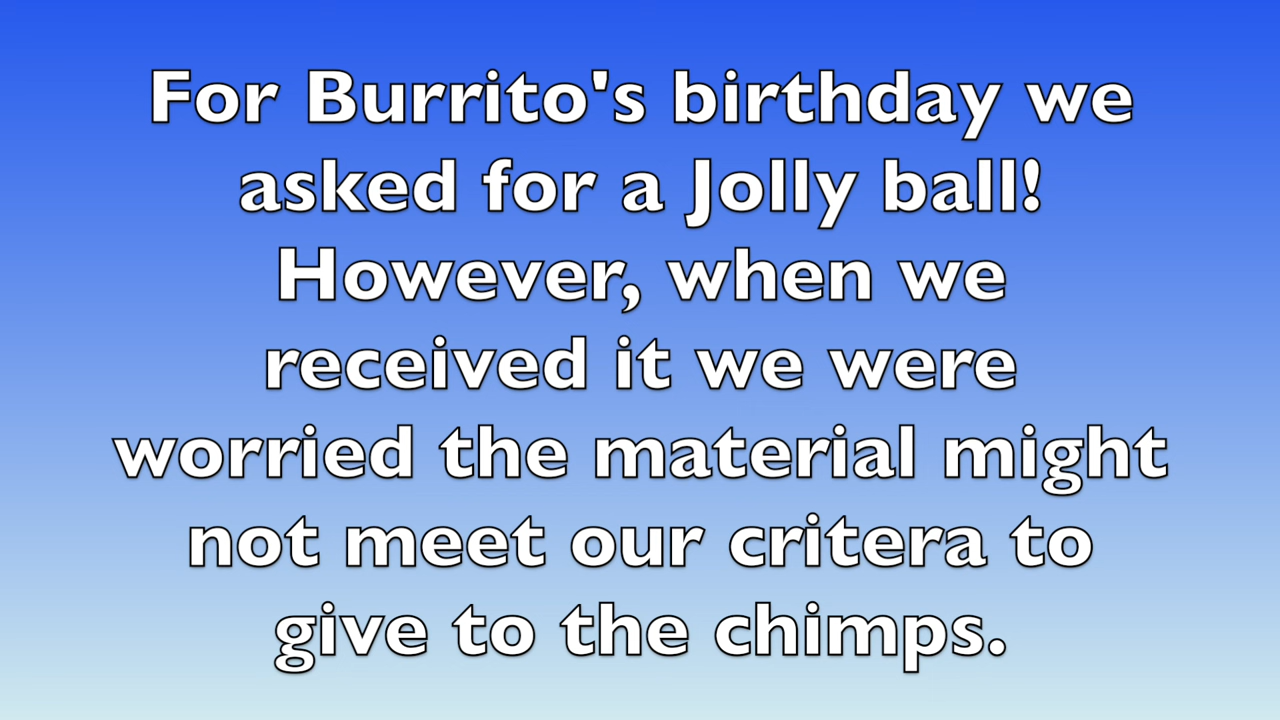 For Burrito's birthday we
asked for a Jolly ball!
However, when we
received it we were
worried the material might
not meet our critera to
give to the chimps.